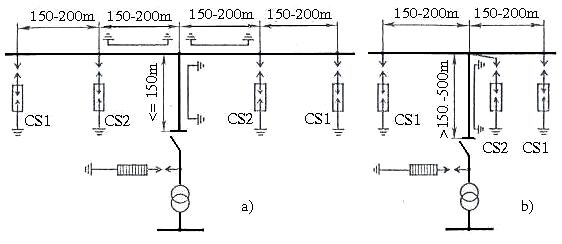 150-200m 150-200m 150-200m 150-200m
150-200m 150-200m
<= 150m
>150.-500m
CS1 CS2 CS2 CS1
CS1 CS2 CS1
a) b)